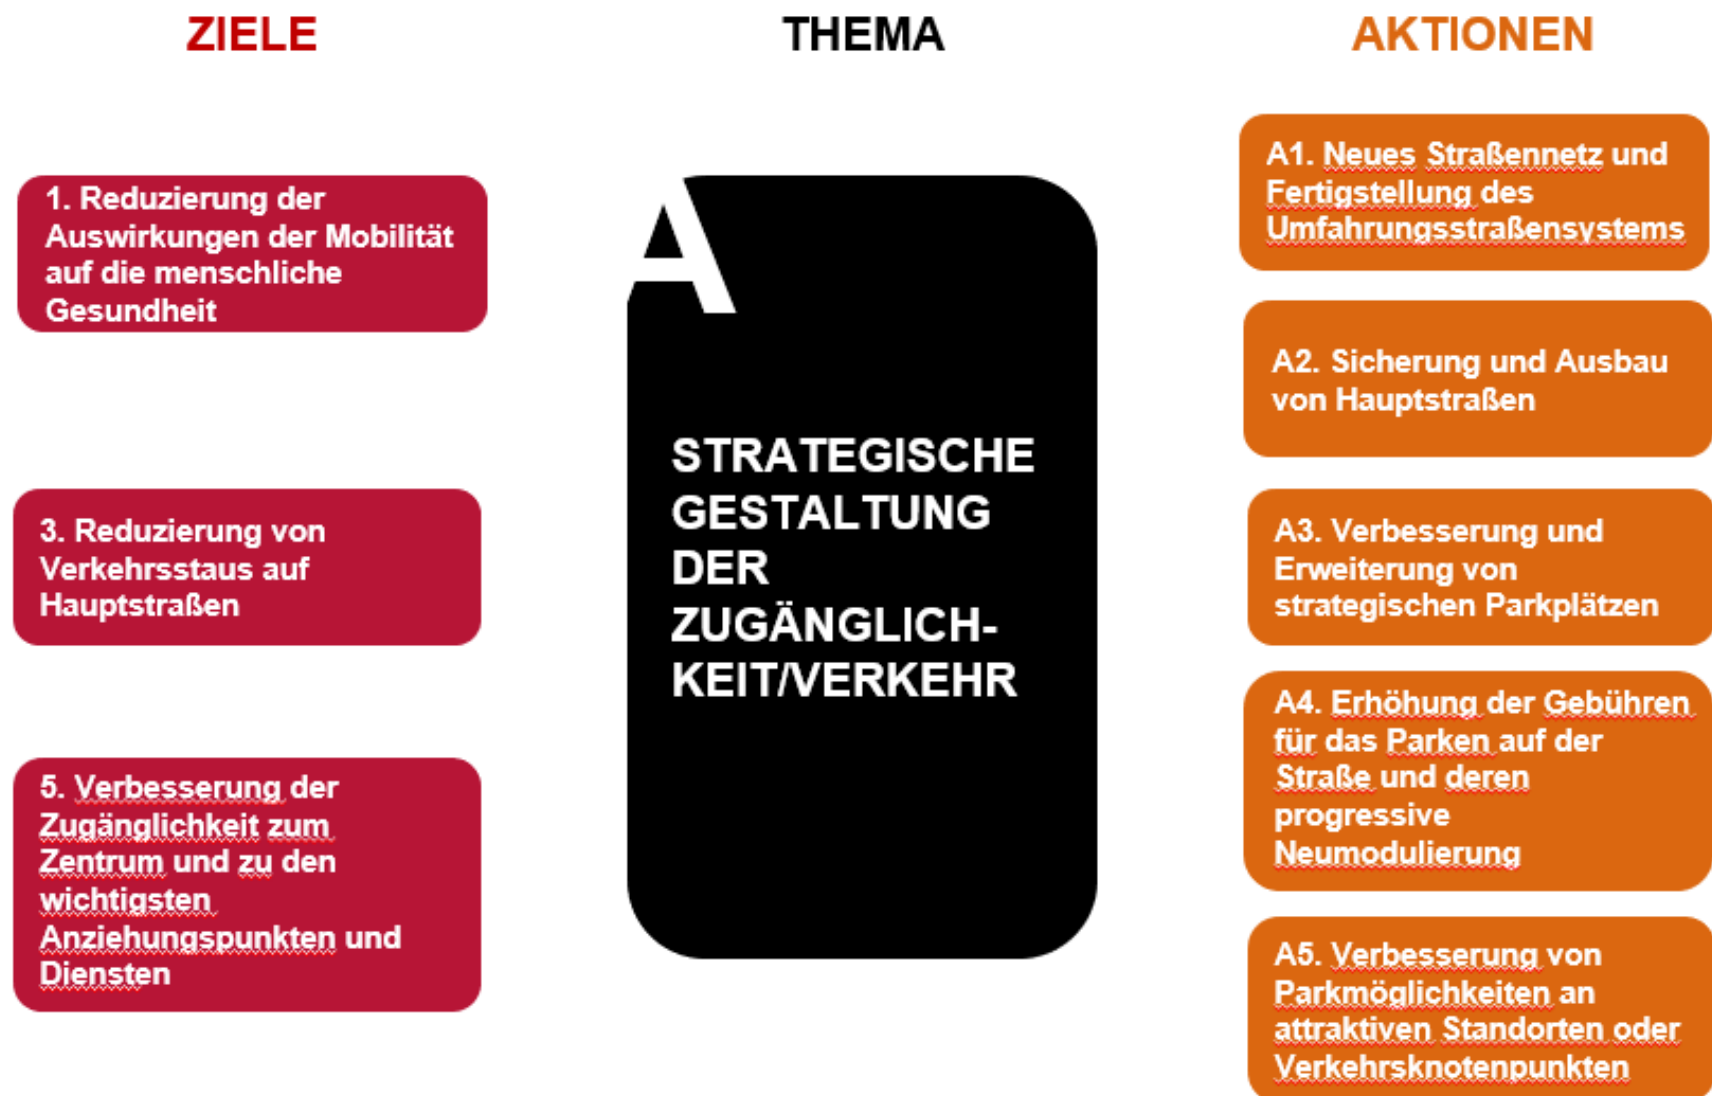 ZIELE
THEMA
AKTIONEN
1. Reduzierung der
Auswirkungen der Mobilität
auf die menschliche
Gesundheit
3. Reduzierung von
Verkehrsstaus auf
Hauptstraßen
5. Verbesserung der
Zugänglichkeit zum
Zentrum und zu den
wichtigsten
Anziehungspunkten und
Diensten
A
STRATEGISCHE
GESTALTUNG
DER
ZUGÄNGLICH-
KEIT/VERKEHR
A1. Neues Straßennetz und
Fertigstellung des
Umfahrungsstraßensystems
A2. Sicherung und Ausbau
von Hauptstraßen
A3. Verbesserung und
Erweiterung von
strategischen Parkplätzen
A4. Erhöhung der Gebühren
für das Parken auf der
Straße und deren
progressive
Neumodulierung
A5. Verbesserung von
Parkmöglichkeiten an
attraktiven Standorten oder
Verkehrsknotenpunkten